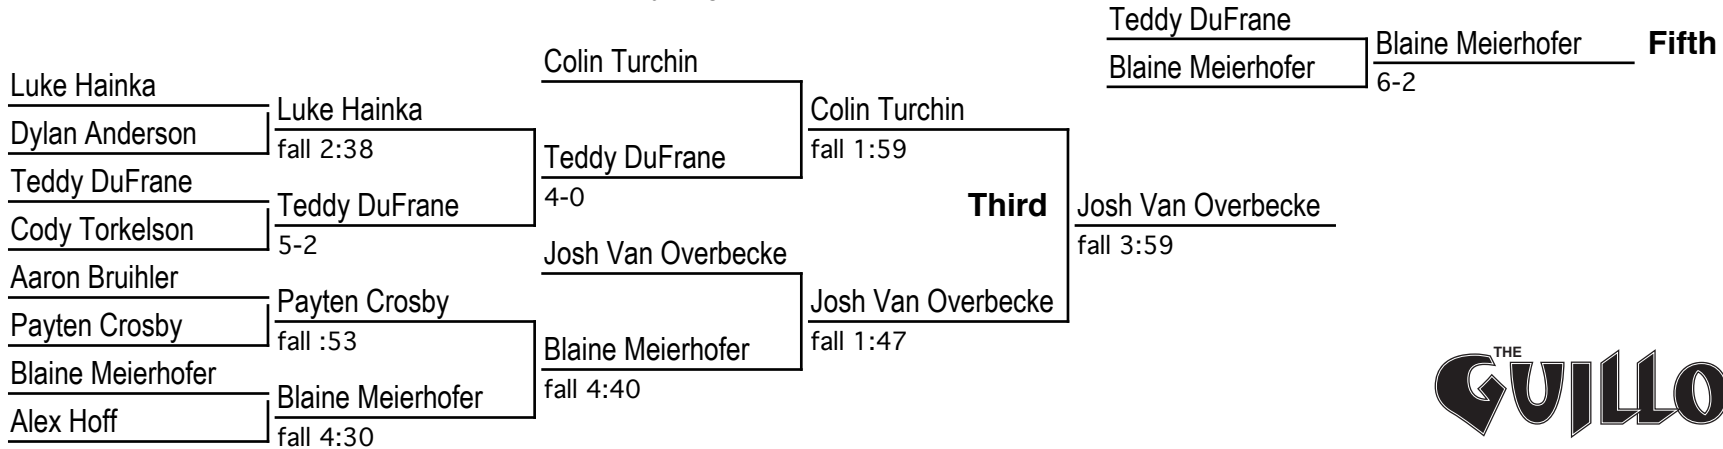 Teddy DuFrane
Blaine Meierhofer Fifth
Colin Turchin
Blaine Meierhofer
6-2
Luke Hainka
Luke Hainka
Colin Turchin
Dylan Anderson
fall 2:38
Teddy DuFrane
fall 1:59
Teddy DuFrane
4-0
Teddy DuFrane
Third
Josh Van Overbecke
Cody Torkelson
5-2
Josh Van Overbecke
fall 3:59
Aaron Bruihler
Payten Crosby
Josh Van Overbecke
Payten Crosby
fall :53
Blaine Meierhofer
fall 1:47
Blaine Meierhofer
fall 4:40
Blaine Meierhofer
Alex Hoff
fall 4:30
THE
GUILLO